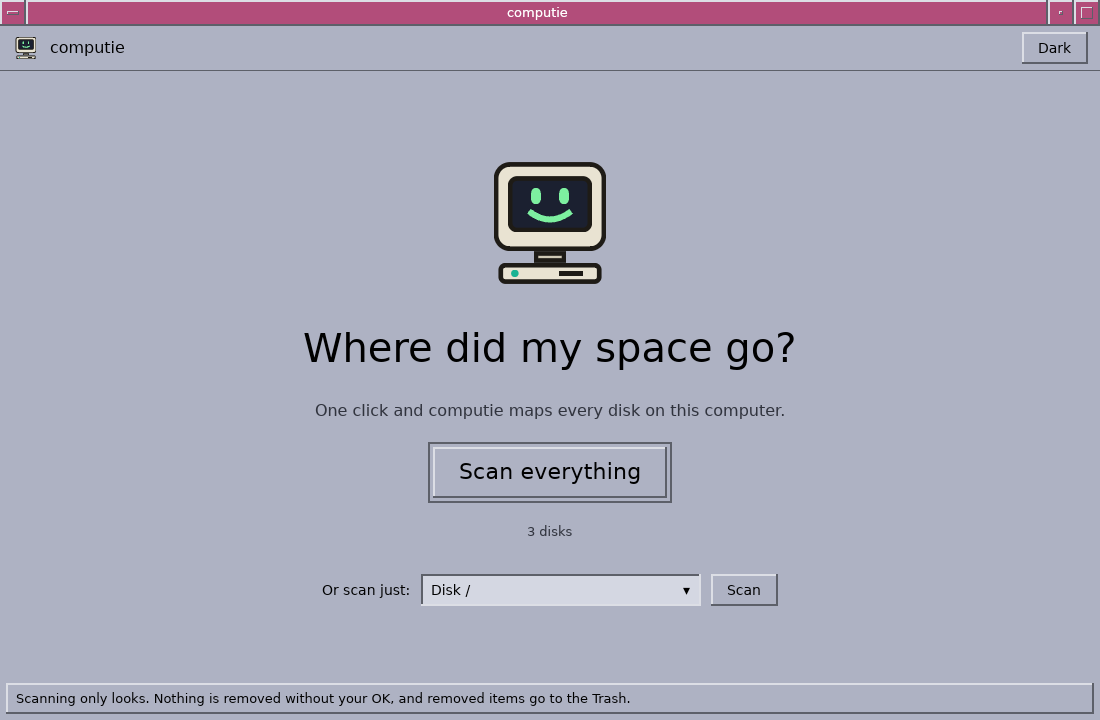 computie
computie
Dark
Where did my space go?
One click and computie maps every disk on this computer.
Scan everything
3 disks
Or scan just:
Disk /
Scan
Scanning only looks. Nothing is removed without your OK, and removed items go to the Trash.